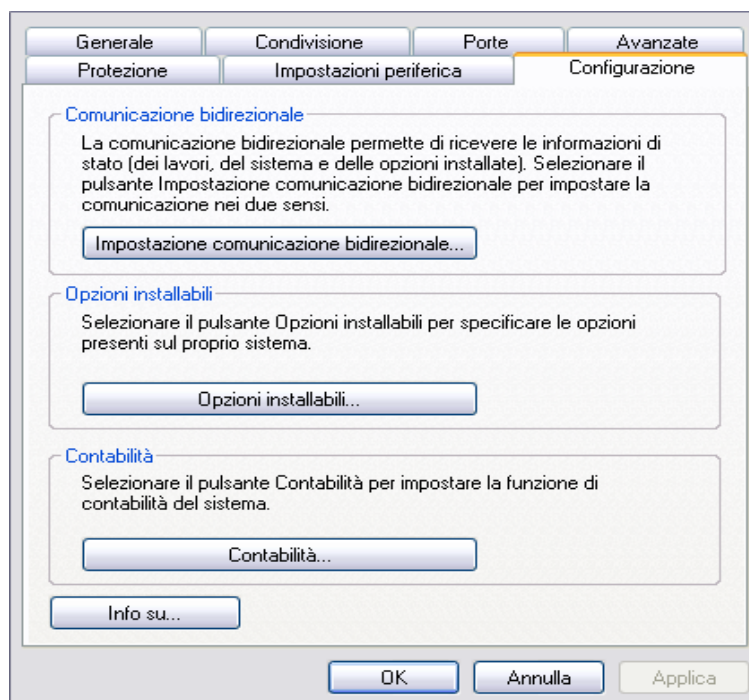 Generale
Condivisione
Porte
Avanzate
Protezione
Impostazioni periferica
Configurazione
Comunicazione bidirezionale
La comunicazione bidirezionale permette di ricevere le informazioni di
stato (dei lavori, del sistema e delle opzioni installate). Selezionare il
pulsante Impostazione comunicazione bidirezionale per impostare la
comunicazione nei due sensi.
Impostazione comunicazione bidirezionale...
Opzioni installabili
Selezionare il pulsante Opzioni installabili per specificare le opzioni
presenti sul proprio sistema.
Opzioni installabili...
Contabilità
Selezionare il pulsante Contabilità per impostare la funzione di
contabilità del sistema.
Contabilità...
Info su...
OK
Annulla
Applica